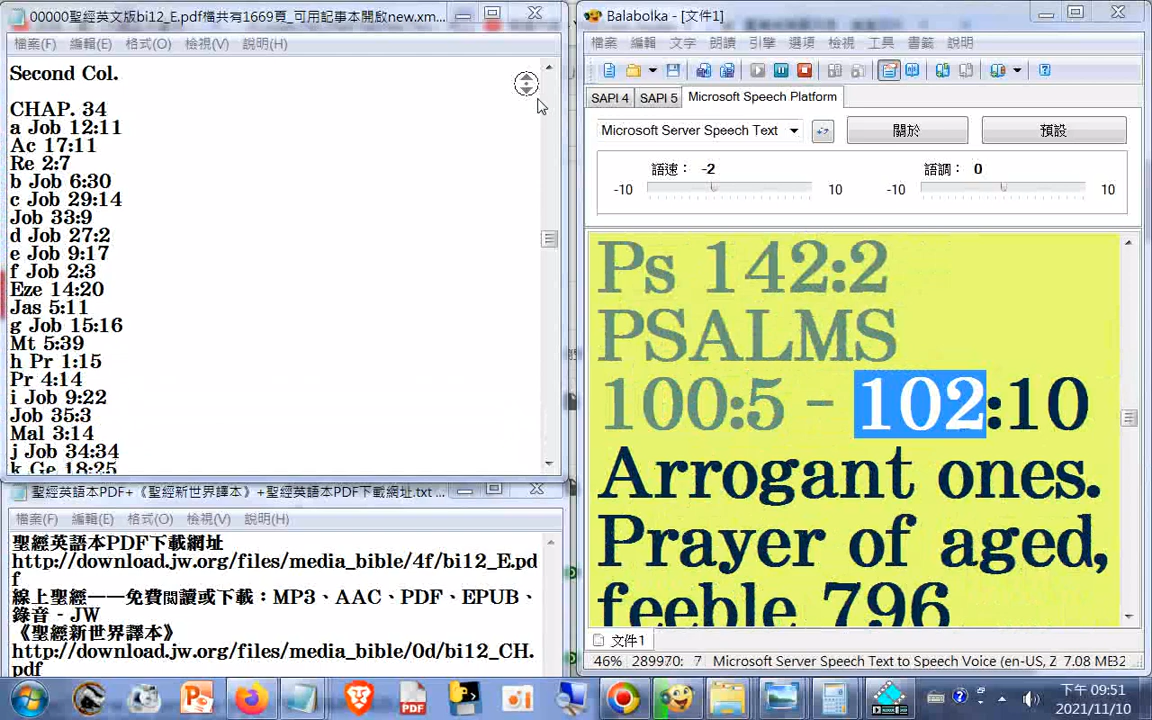 00000聖經英文版bi12_E.pdf檔共有1669頁_可用記事本開啟new.xm...
檔案(F) 編輯(E) 格式(O) 檢視(V) 說明(H)
Second Col.
CHAP. 34
a Job 12:11
Ac 17:11
Re 2:7
b Job 6:30
c Job 29:14
Job 33:9
d Job 27:2
e Job 9:17
f Job 2:3
Eze 14:20
Jas 5:11
g Job 15:16
Mt 5:39
h Pr 1:15
Pr 4:14
i Job 9:22
Job 35:3
Mal 3:14
j Job 34:34
k Ge 18:25
聖經英語本PDF+《聖經新世界譯本》+聖經英語本PDF下載網址.txt ...
檔案(F) 編輯(E) 格式(O) 檢視(V) 說明(H)
聖經英語本PDF下載網址
http://download.jw.org/files/media_bible/4f/bi12_E.pd
f
線上聖經——免費閱讀或下載：MP3、AAC、PDF、EPUB、
錄音 - JW
《聖經新世界譯本》
http://download.jw.org/files/media_bible/0d/bi12_CH.
pdf
Balabolka - [文件1]
檔案 編輯 文字 朗讀 引擎 選項 檢視 工具 書籤 說明
SAPI 4 SAPI 5 Microsoft Speech Platform
Microsoft Server Speech Text 關於 預設
語速： -2 語調： 0
-10 10 -10 10
Ps 142:2
PSALMS
100:5 - 102:10
Arrogant ones.
Prayer of aged,
feeble 796
文件1
46% 289970: 7 Microsoft Server Speech Text to Speech Voice (en-US, Z 7.08 MB2
PDF
下午 09:51
2021/11/10